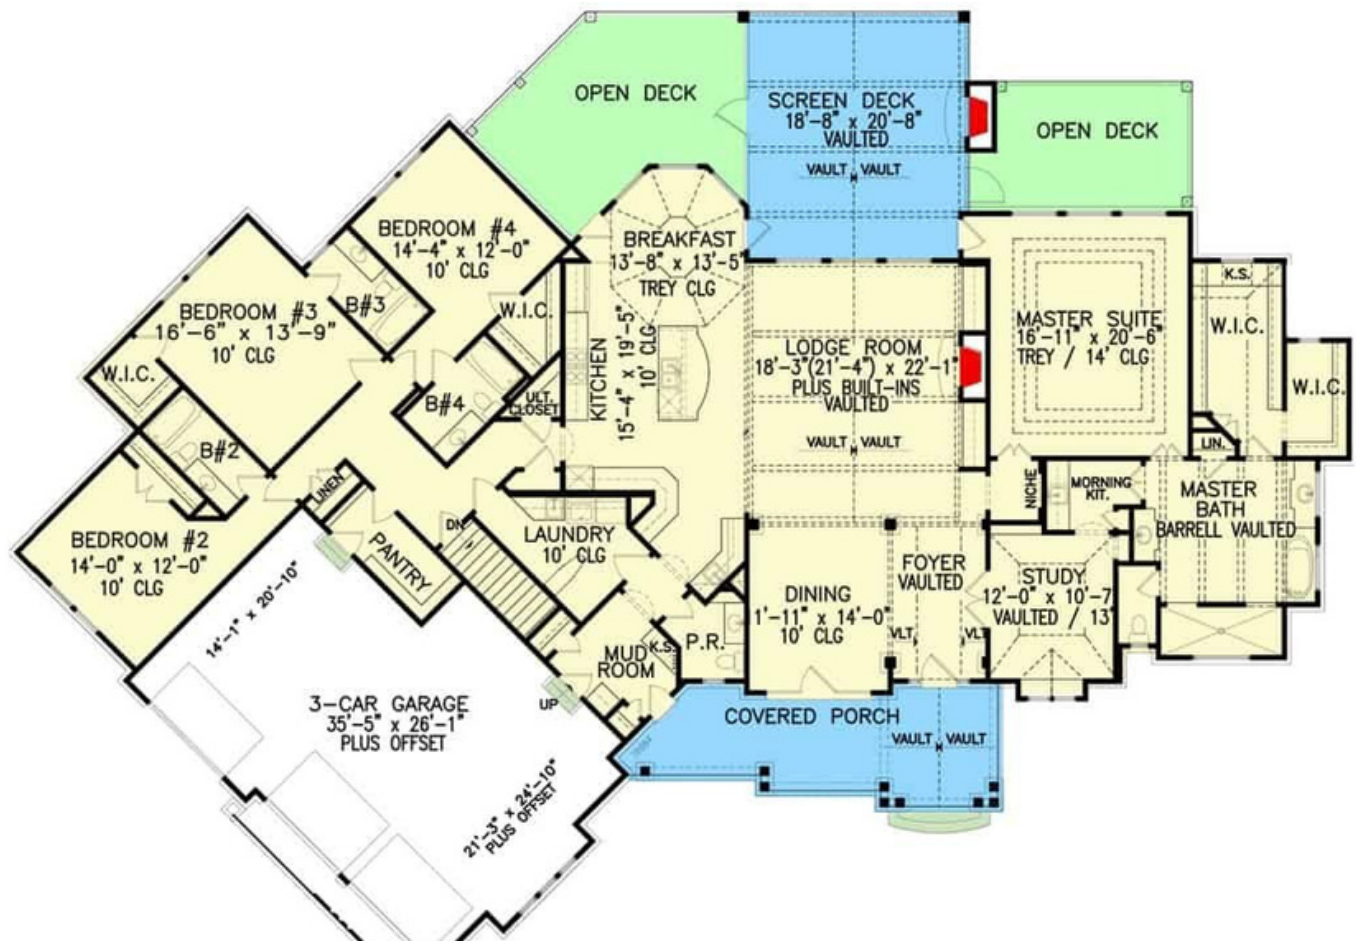 OPEN DECK
SCREEN DECK
18'-8" x 20'-8"
VAULTED
VAULT VAULT
OPEN DECK
BEDROOM #4
14'-4" x 12'-0"
10' CLG
BREAKFAST
13'-8" x 13'-5"
TREY CLG
B#3
W.I.C.
BEDROOM #3
16'-6" x 13'-9"
10' CLG
W.I.C.
KITCHEN
15'-4" x 19'-5"
10' CLG
LODGE ROOM
18'-3"(21'-4") x 22'-1"
PLUS BUILT-INS
VAULTED
VAULT VAULT
MASTER SUITE
16'-11" x 20'-6"
TREY / 14' CLG
K.S.
W.I.C.
W.I.C.
LIN.
B#4
ULT.
CLOSET
B#2
LINEN
BEDROOM #2
14'-0" x 12'-0"
10' CLG
PANTRY
DN
LAUNDRY
10' CLG
NICHE
MORNING
KIT.
MASTER
BATH
BARRELL VAULTED
FOYER
VAULTED
VLT.
VLT.
STUDY
12'-0" x 10'-7
VAULTED / 13'
DINING
1'-11" x 14'-0"
10' CLG
P.R.
K.S.
MUD
ROOM
UP
14'-1" x 20'-10"
3-CAR GARAGE
35'-5" x 26'-1"
PLUS OFFSET
21'-3" x 24'-10"
PLUS OFFSET
COVERED PORCH
VAULT VAULT